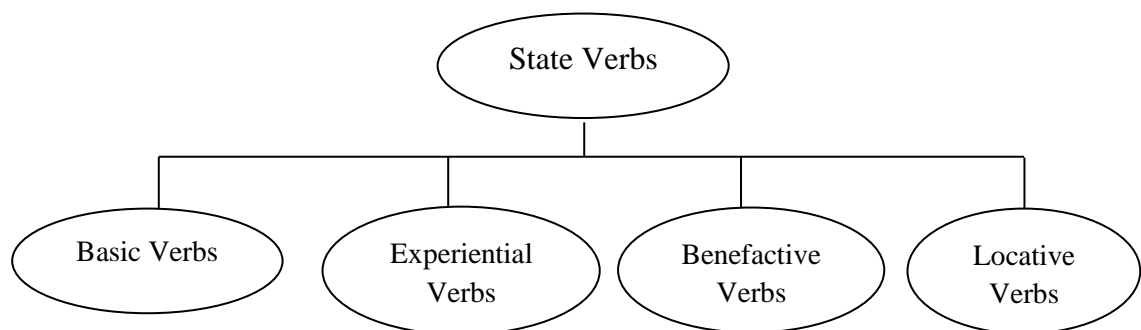 State Verbs
Basic Verbs
Experiential
Verbs
Benefactive
Verbs
Locative
Verbs